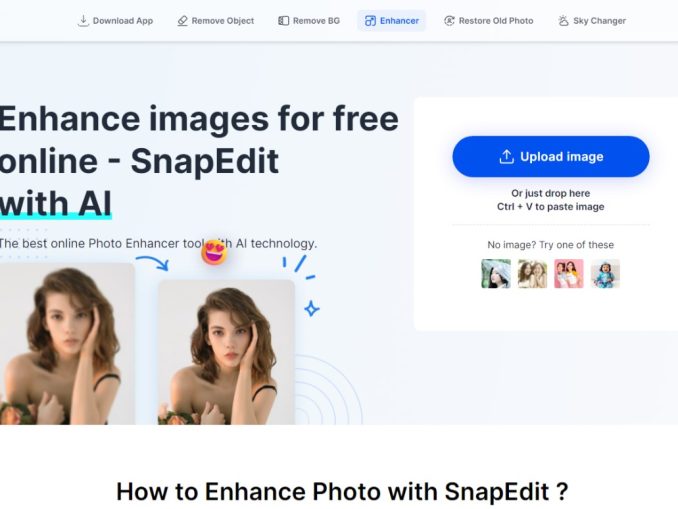 Download App Remove Object Remove BG Enhancer Restore Old Photo Sky Changer
Enhance images for free
online - SnapEdit
with AI
The best online Photo Enhancer tool with AI technology.
Upload image
Or just drop here
Ctrl + V to paste image
No image? Try one of these
How to Enhance Photo with SnapEdit ?